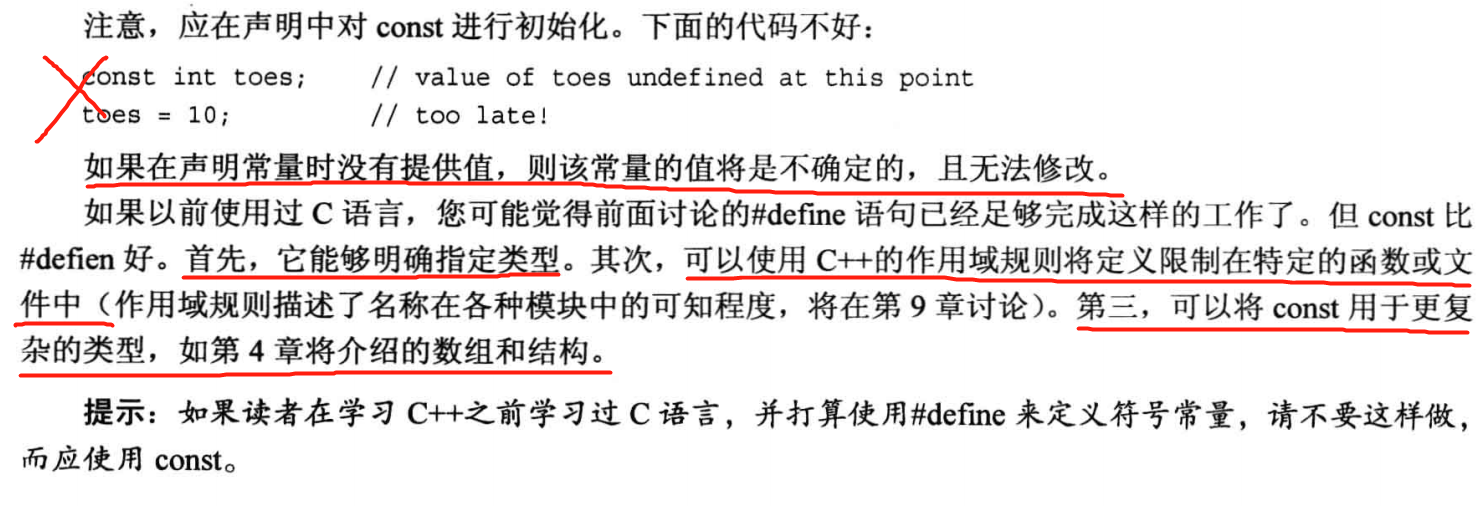 注意，应在声明中对 const 进行初始化。下面的代码不好：
const int toes;    // value of toes undefined at this point
toes = 10;         // too late!
如果在声明常量时没有提供值，则该常量的值将是不确定的，且无法修改。
如果以前使用过 C 语言，您可能觉得前面讨论的#define 语句已经足够完成这样的工作了。但 const 比
#defien 好。首先，它能够明确指定类型。其次，可以使用 C++的作用域规则将定义限制在特定的函数或文
件中（作用域规则描述了名称在各种模块中的可知程度，将在第 9 章讨论）。第三，可以将 const 用于更复
杂的类型，如第 4 章将介绍的数组和结构。
提示：如果读者在学习 C++之前学习过 C 语言，并打算使用#define 来定义符号常量，请不要这样做，
而应使用 const。